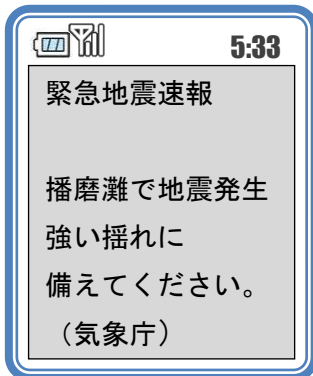 5:33
緊急地震速報
播磨灘で地震発生
強い揺れに
備えてください。
（気象庁）